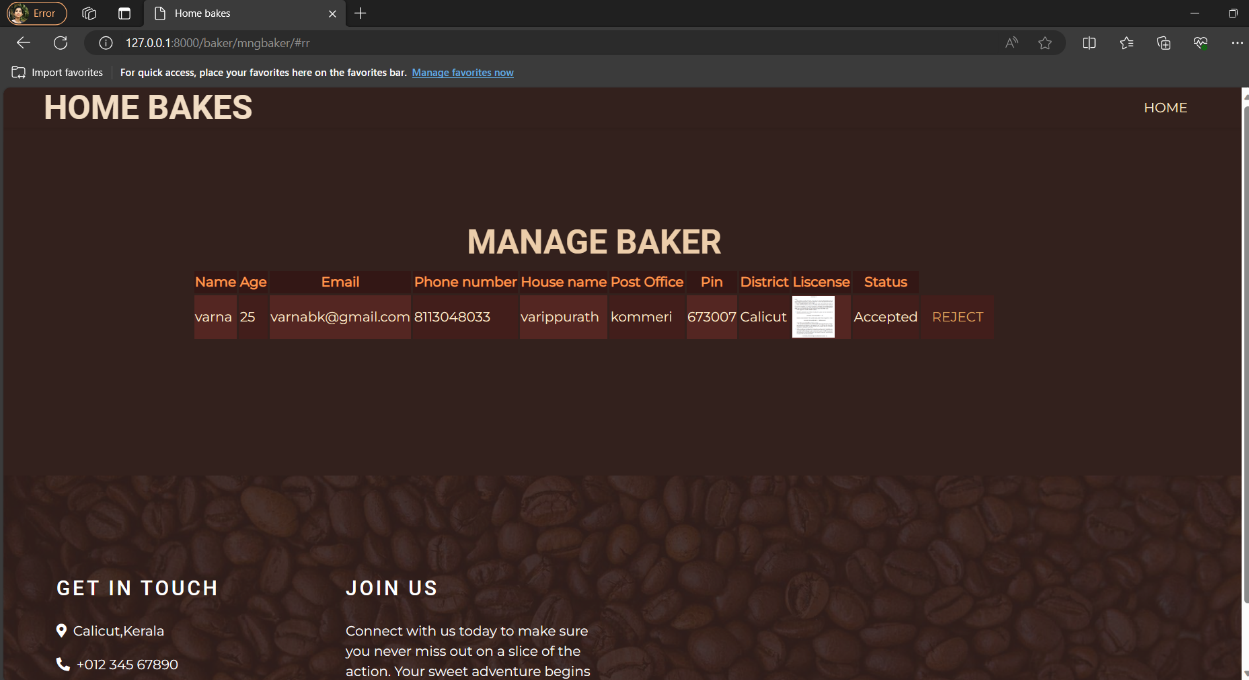 Error
Home bakes
127.0.0.1:8000/baker/mngbaker/#rr
Import favorites For quick access, place your favorites here on the favorites bar. Manage favorites now
HOME BAKES HOME
MANAGE BAKER
Name Age Email Phone number House name Post Office Pin District Liscense Status
varna 25 varnabk@gmail.com 8113048033 varippurath kommeri 673007 Calicut Accepted REJECT
GET IN TOUCH
Calicut,Kerala
+012 345 67890
JOIN US
Connect with us today to make sure
you never miss out on a slice of the
action. Your sweet adventure begins